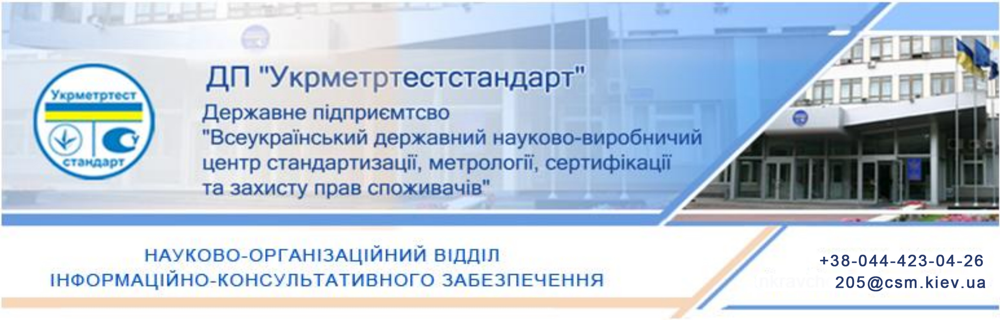 Укрметртест
стандарт
ДП "Укрметртестстандарт"
Державне підприємтсво
"Всеукраїнський державний науково-виробничий
центр стандартизації, метрології, сертифікації
та захисту прав споживачів"
НАУКОВО-ОРГАНІЗАЦІЙНИЙ ВІДДІЛ
ІНФОРМАЦІЙНО-КОНСУЛЬТАТИВНОГО ЗАБЕЗПЕЧЕННЯ
+38-044-423-04-26
205@csm.kiev.ua